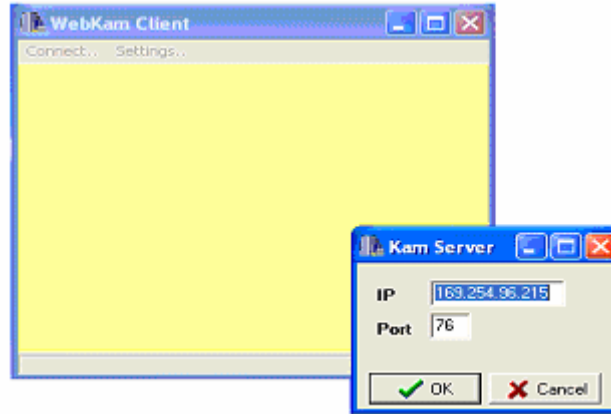 WebKam Client
Connect.. Settings..
Kam Server
IP 169.254.96.215
Port 76
OK Cancel